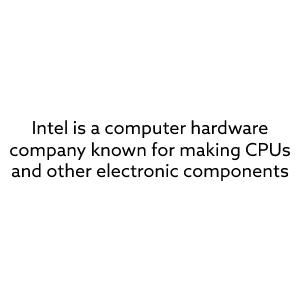 Intel is a computer hardware
company known for making CPUs
and other electronic components